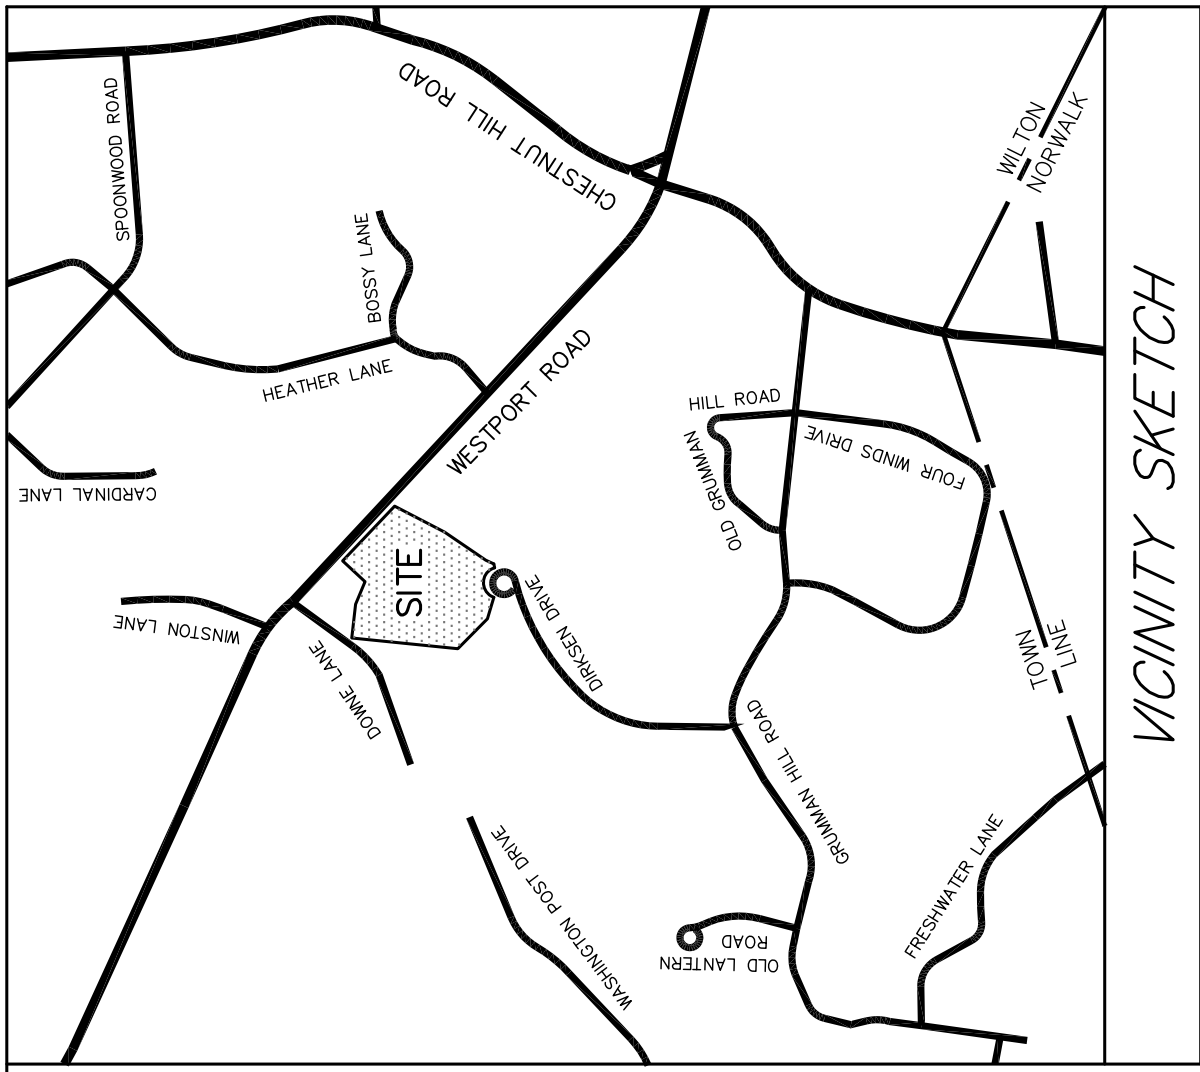 CHESTNUT HILL ROAD
SPOONWOOD ROAD
WILTON
NORWALK
BOSSY LANE
HEATHER LANE
WESTPORT ROAD
HILL ROAD
OLD GRUMMAN
FOUR WINDS DRIVE
CARDINAL LANE
SITE
WINSTON LANE
DOWNE LANE
DIRKSEN DRIVE
TOWN
LINE
GRUMMAN HILL ROAD
WASHINGTON POST DRIVE
OLD LANTERN
ROAD
FRESHWATER LANE
VICINITY SKETCH